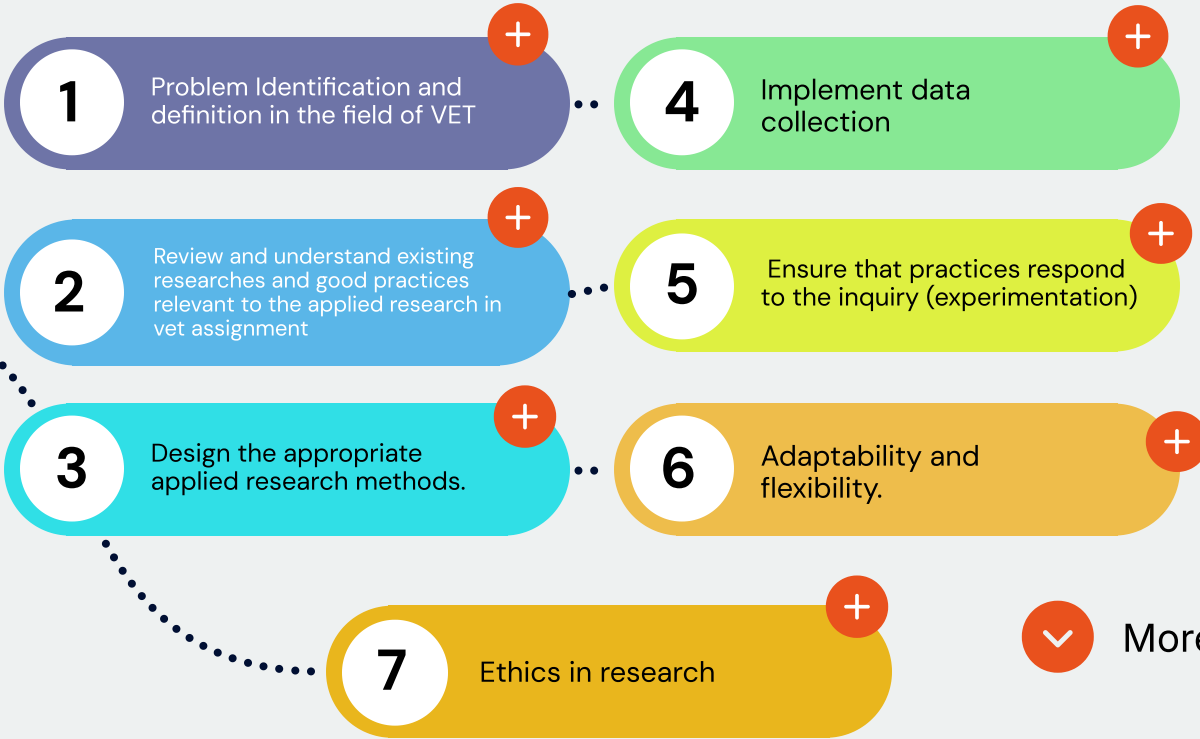 1
Problem Identification and
definition in the field of VET
2
Review and understand existing
researches and good practices
relevant to the applied research in
vet assignment
3
Design the appropriate
applied research methods.
4
Implement data
collection
5
Ensure that practices respond
to the inquiry (experimentation)
6
Adaptability and
flexibility.
7
Ethics in research
More